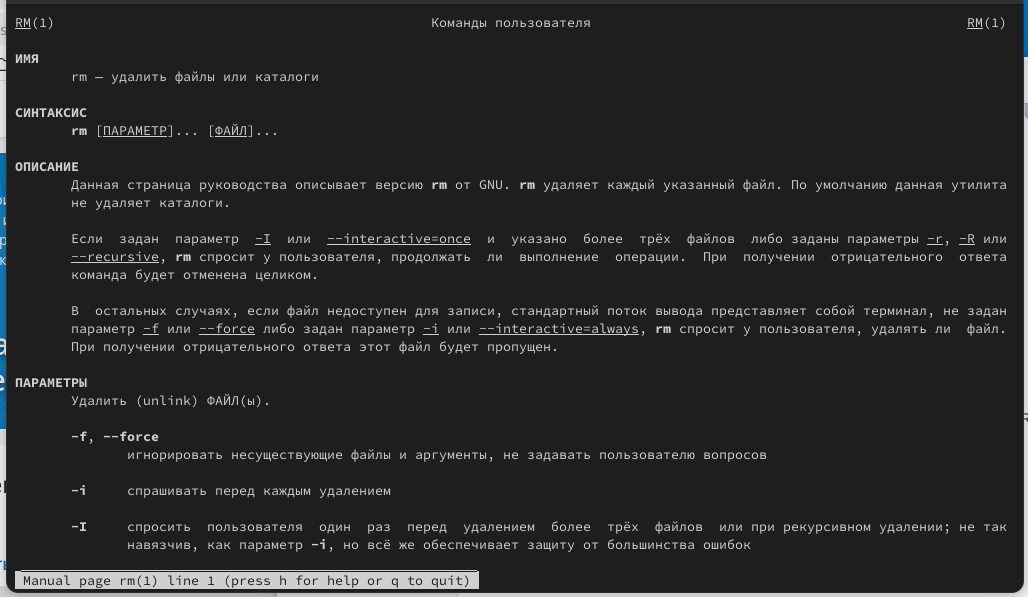 RM(1) Команды пользователя RM(1)
ИМЯ
rm — удалить файлы или каталоги
СИНТАКСИС
rm [ПАРАМЕТР]... [ФАЙЛ]...
ОПИСАНИЕ
Данная страница руководства описывает версию rm от GNU. rm удаляет каждый указанный файл. По умолчанию данная утилита
не удаляет каталоги.
Если задан параметр -I или --interactive=once и указано более трёх файлов либо заданы параметры -r, -R или
--recursive, rm спросит у пользователя, продолжать ли выполнение операции. При получении отрицательного ответа
команда будет отменена целиком.
В остальных случаях, если файл недоступен для записи, стандартный поток вывода представляет собой терминал, не задан
параметр -f или --force либо задан параметр -i или --interactive=always, rm спросит у пользователя, удалять ли файл.
При получении отрицательного ответа этот файл будет пропущен.
ПАРАМЕТРЫ
Удалить (unlink) ФАЙЛ(ы).
-f, --force
игнорировать несуществующие файлы и аргументы, не задавать пользователю вопросов
-i спрашивать перед каждым удалением
-I спросить пользователя один раз перед удалением более трёх файлов или при рекурсивном удалении; не так
навязчив, как параметр -i, но всё же обеспечивает защиту от большинства ошибок
Manual page rm(1) line 1 (press h for help or q to quit)